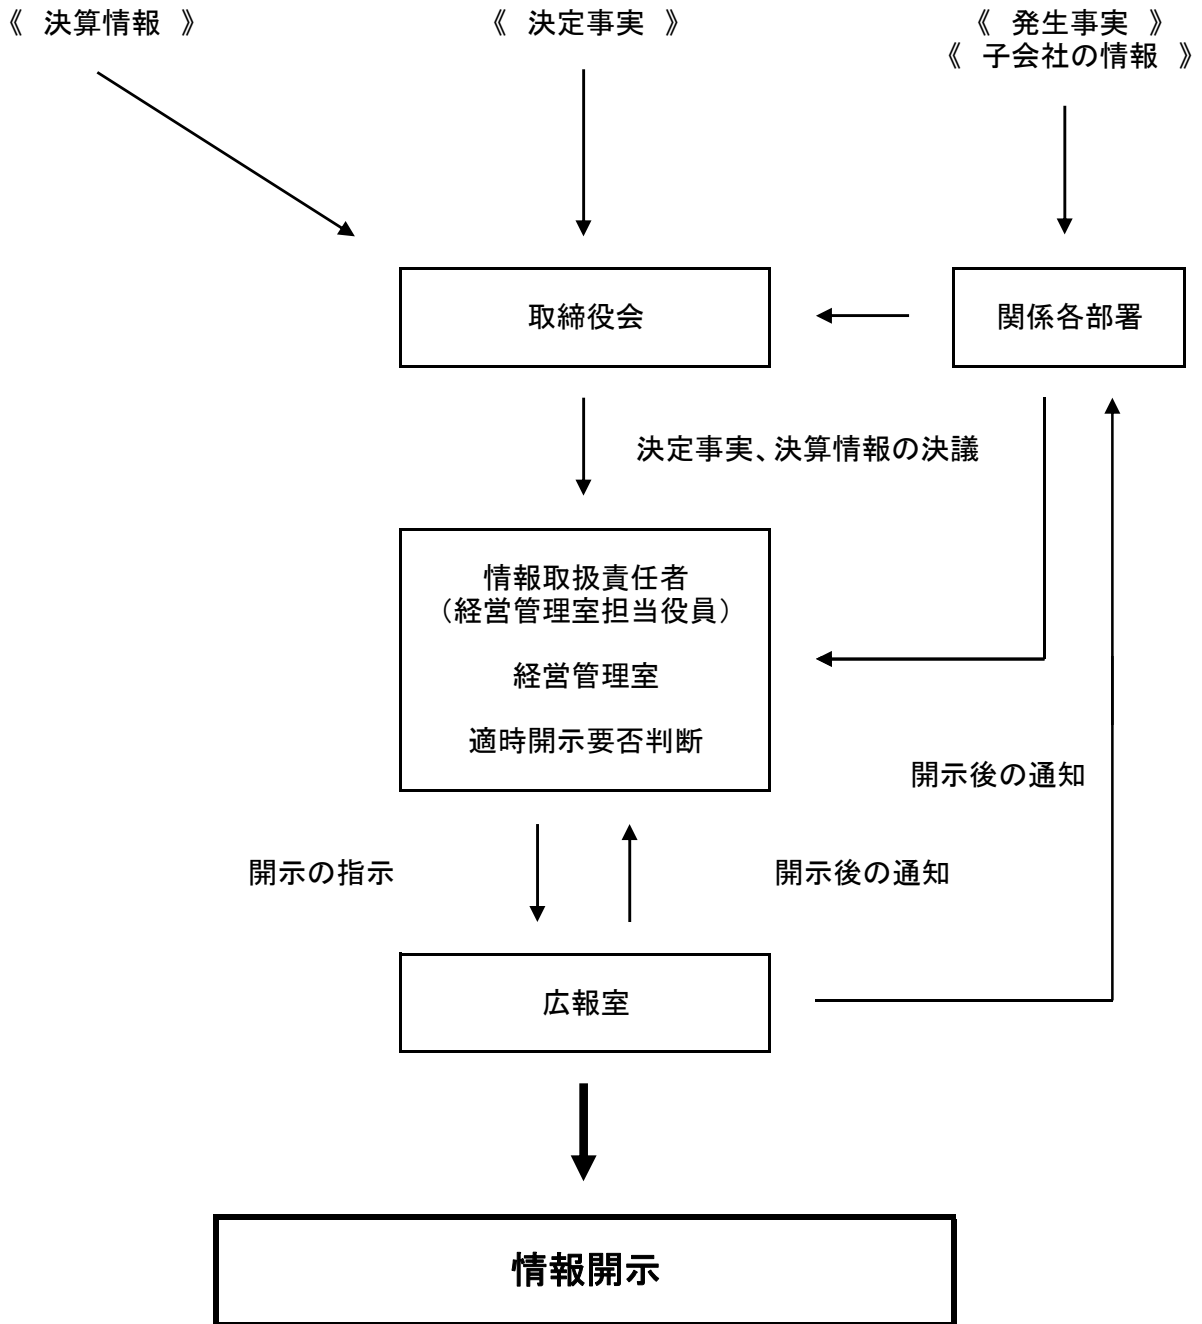 《 決算情報 》
《 決定事実 》
《 発生事実 》
《 子会社の情報 》
取締役会
関係各部署
決定事実、決算情報の決議
情報取扱責任者
（経営管理室担当役員）
経営管理室
適時開示要否判断
開示後の通知
開示の指示
開示後の通知
広報室
情報開示